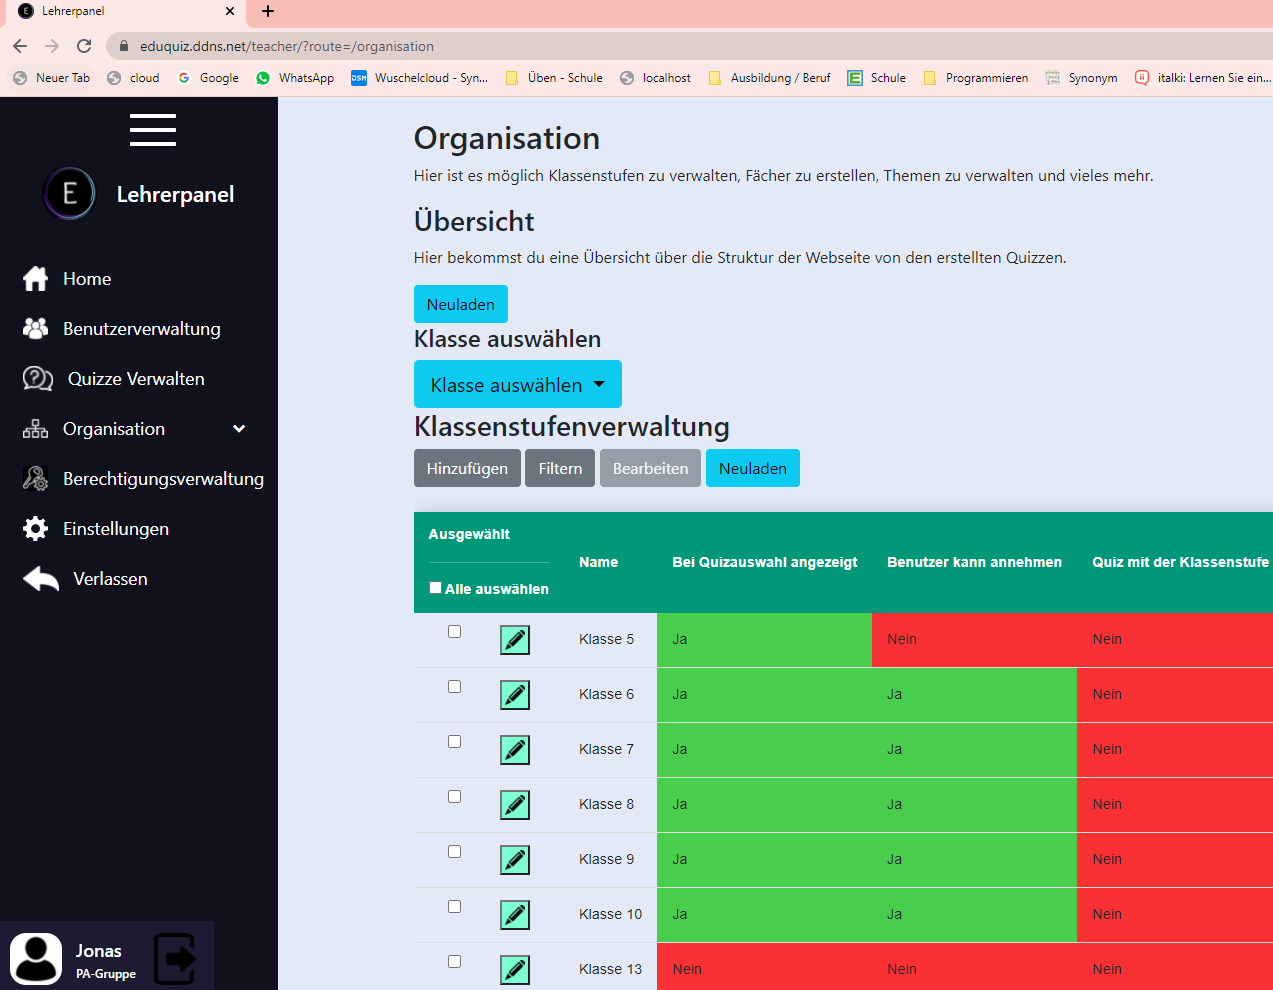 Lehrerpanel
eduquiz.ddns.net/teacher/?route=/organisation
Neuer Tab cloud Google WhatsApp Wuschelcloud - Syn... Üben - Schule localhost Ausbildung / Beruf Schule Programmieren Synonym italki: Lernen Sie ein...
E Lehrerpanel
Home
Benutzerverwaltung
Quizze Verwalten
Organisation
Berechtigungsverwaltung
Einstellungen
Verlassen
Jonas
PA-Gruppe
Organisation
Hier ist es möglich Klassenstufen zu verwalten, Fächer zu erstellen, Themen zu verwalten und vieles mehr.
Übersicht
Hier bekommst du eine Übersicht über die Struktur der Webseite von den erstellten Quizzen.
Neuladen
Klasse auswählen
Klasse auswählen
Klassenstufenverwaltung
Hinzufügen Filtern Bearbeiten Neuladen
Ausgewählt
Alle auswählen
Name Bei Quizauswahl angezeigt Benutzer kann annehmen Quiz mit der Klassenstufe
Klasse 5 Ja Nein Nein
Klasse 6 Ja Ja Nein
Klasse 7 Ja Ja Nein
Klasse 8 Ja Ja Nein
Klasse 9 Ja Ja Nein
Klasse 10 Ja Ja Nein
Klasse 13 Nein Nein Nein